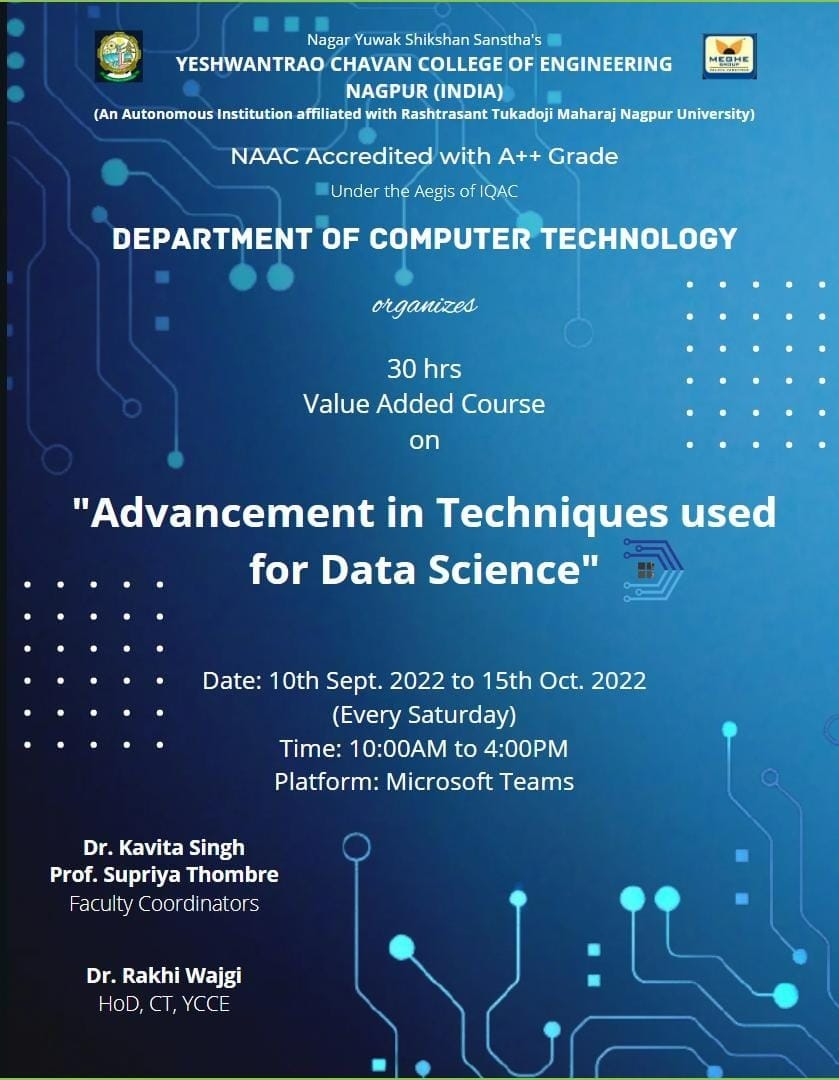 Nagar Yuwak Shikshan Sanstha's
YESHWANTRAO CHAVAN COLLEGE OF ENGINEERING
NAGPUR (INDIA)
(An Autonomous Institution affiliated with Rashtrasant Tukadoji Maharaj Nagpur University)
MEGHE
GROUP
NAAC Accredited with A++ Grade
Under the Aegis of IQAC
DEPARTMENT OF COMPUTER TECHNOLOGY
organizes
30 hrs
Value Added Course
on
"Advancement in Techniques used
for Data Science"
Date: 10th Sept. 2022 to 15th Oct. 2022
(Every Saturday)
Time: 10:00AM to 4:00PM
Platform: Microsoft Teams
Dr. Kavita Singh
Prof. Supriya Thombre
Faculty Coordinators
Dr. Rakhi Wajgi
HoD, CT, YCCE